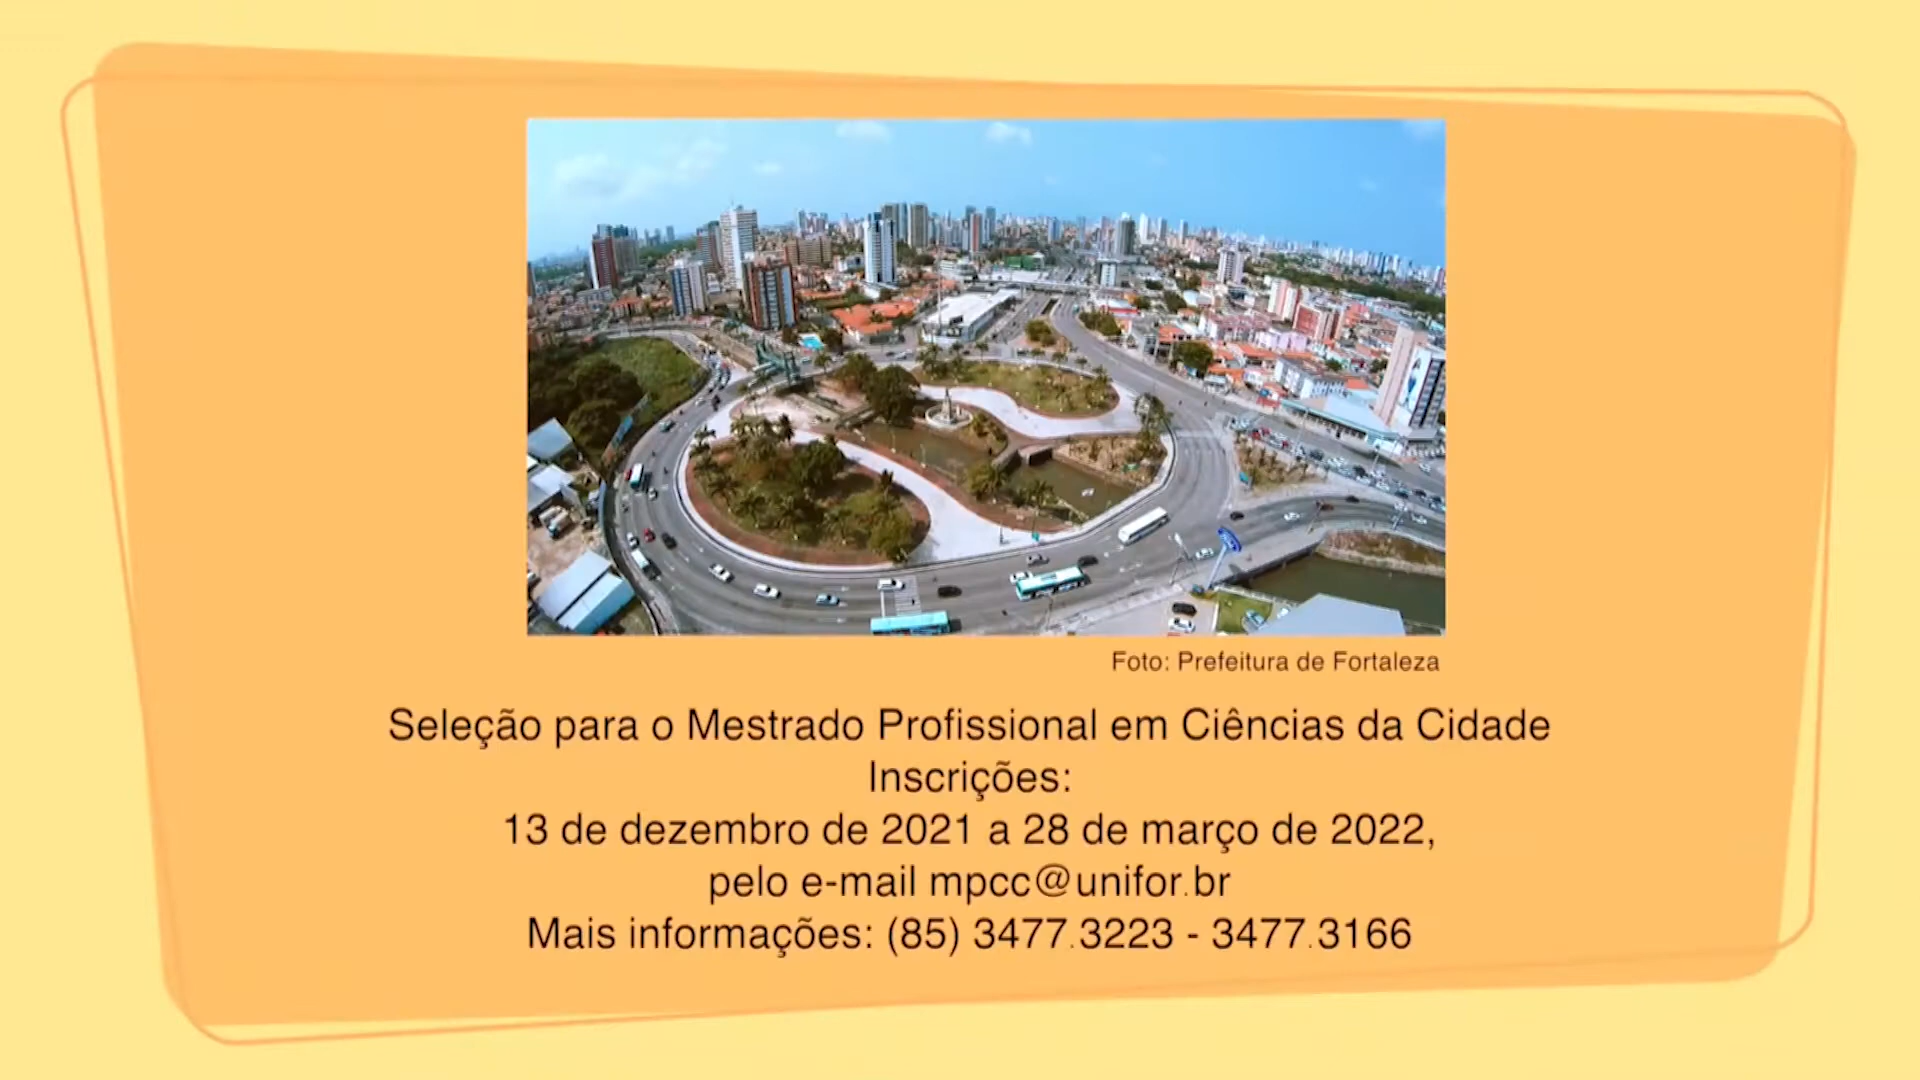 Foto: Prefeitura de Fortaleza
Seleção para o Mestrado Profissional em Ciências da Cidade
Inscrições:
13 de dezembro de 2021 a 28 de março de 2022,
pelo e-mail mpcc@unifor.br
Mais informações: (85) 3477.3223 - 3477.3166